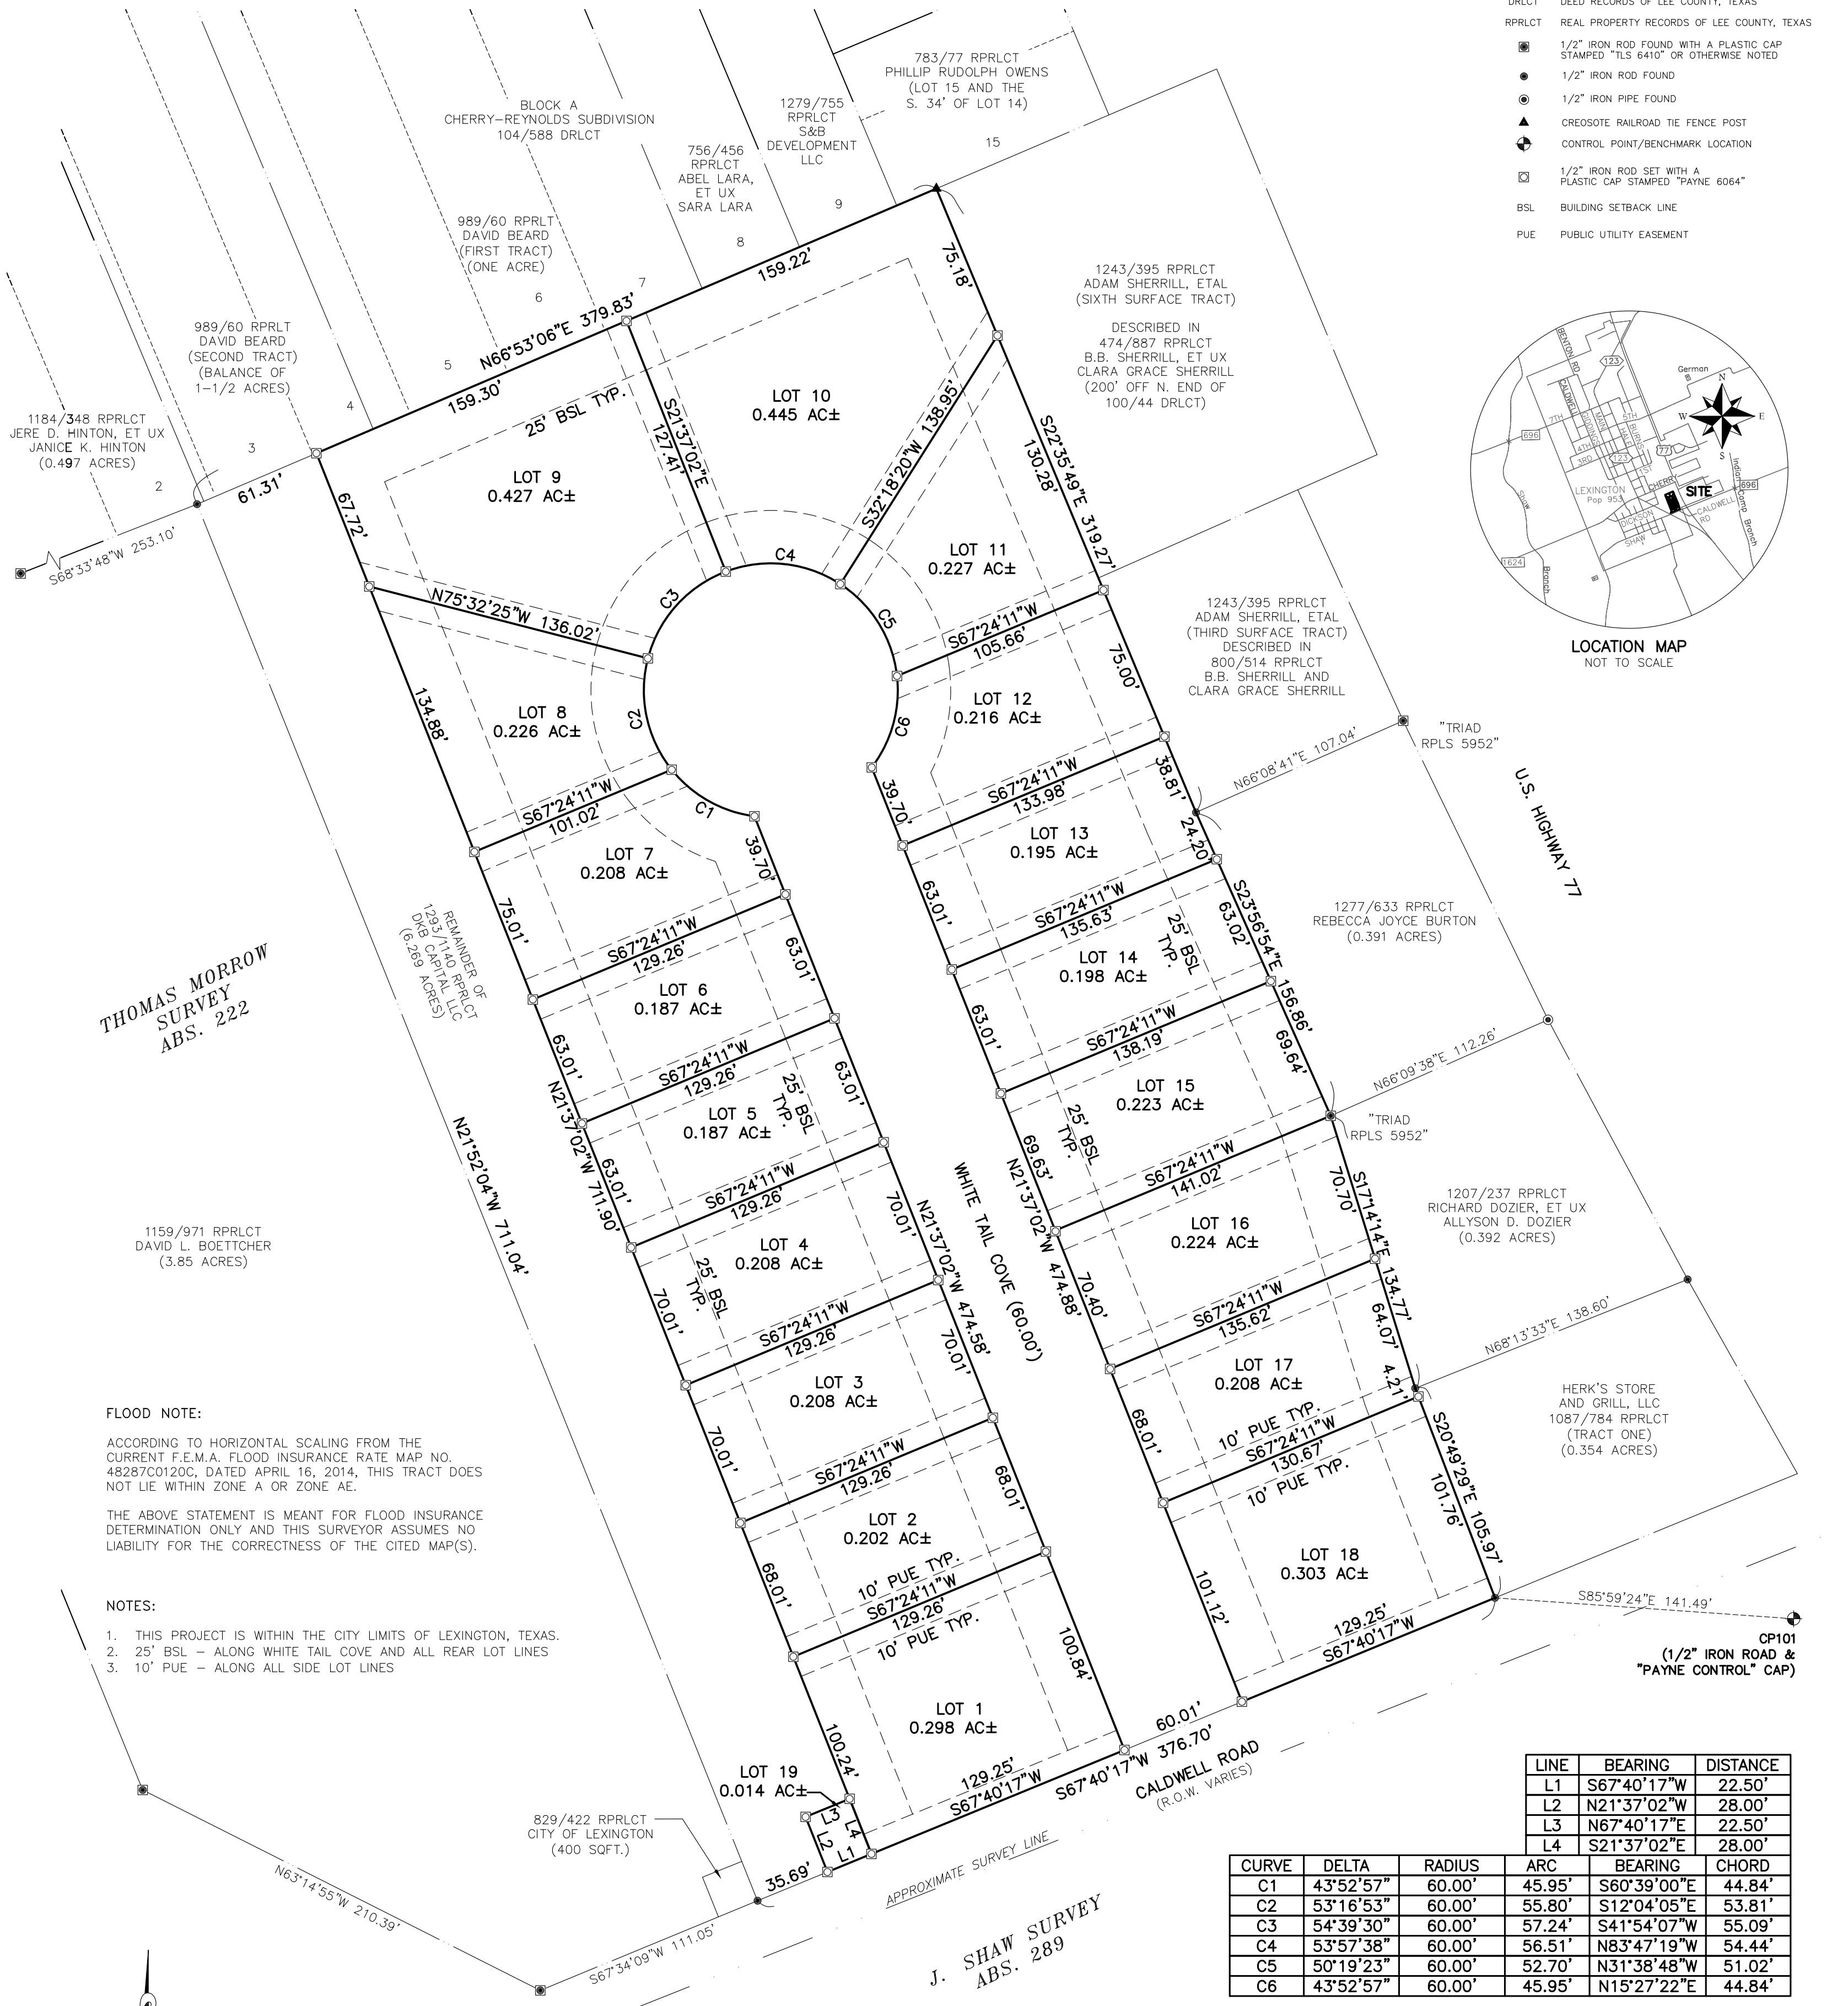 DRLCT DEED RECORDS OF LEE COUNTY, TEXAS
RPRLCT REAL PROPERTY RECORDS OF LEE COUNTY, TEXAS
1/2" IRON ROD FOUND WITH A PLASTIC CAP
STAMPED "TLS 6410" OR OTHERWISE NOTED
1/2" IRON ROD FOUND
1/2" IRON PIPE FOUND
CREOSOTE RAILROAD TIE FENCE POST
CONTROL POINT/BENCHMARK LOCATION
1/2" IRON ROD SET WITH A
PLASTIC CAP STAMPED "PAYNE 6064"
BSL BUILDING SETBACK LINE
PUE PUBLIC UTILITY EASEMENT
783/77 RPRLCT
PHILLIP RUDOLPH OWENS
(LOT 15 AND THE
S. 34' OF LOT 14)
15
BLOCK A
CHERRY-REYNOLDS SUBDIVISION
104/588 DRLCT
1279/755
RPRLCT
S&B
DEVELOPMENT
LLC
9
756/456
RPRLCT
ABEL LARA,
ET UX
SARA LARA
8
989/60 RPRLT
DAVID BEARD
(FIRST TRACT)
(ONE ACRE)
7
6
5
4
989/60 RPRLT
DAVID BEARD
(SECOND TRACT)
(BALANCE OF
1-1/2 ACRES)
3
1184/348 RPRLCT
JERE D. HINTON, ET UX
JANICE K. HINTON
(0.497 ACRES)
2
S68°33'48"W 253.10'
61.31'
N66°53'06"E 379.83'
159.30'
159.22'
75.18'
1243/395 RPRLCT
ADAM SHERRILL, ETAL
(SIXTH SURFACE TRACT)
DESCRIBED IN
474/887 RPRLCT
B.B. SHERRILL, ET UX
CLARA GRACE SHERRILL
(200' OFF N. END OF
100/44 DRLCT)
BENTON RD
123
German
N
W
E
S
CALDWELL
GIDDINGS
MAIN
HALE
BURNS
5TH
7TH
4TH
3RD
1ST
77
123
696
CHERRY
LEXINGTON
Pop 953
SITE
696
CALDWELL
RD
DICKSON
SHAW
Shaw
Branch
Indian Camp Branch
1624
LOCATION MAP
NOT TO SCALE
LOT 10
0.445 AC±
25' BSL TYP.
S21°37'02"E
127.41'
S32°18'20"W 138.95'
LOT 9
0.427 AC±
67.72'
N75°32'25"W 136.02'
C3
C4
C5
C2
C1
C6
S22°35'49"E 319.27'
130.28'
LOT 11
0.227 AC±
S67°24'11"W
105.66'
1243/395 RPRLCT
ADAM SHERRILL, ETAL
(THIRD SURFACE TRACT)
DESCRIBED IN
800/514 RPRLCT
B.B. SHERRILL AND
CLARA GRACE SHERRILL
75.00'
LOT 12
0.216 AC±
S67°24'11"W
133.98'
134.88'
LOT 8
0.226 AC±
S67°24'11"W
101.02'
39.70'
39.70'
38.81'
N66°08'41"E 107.04'
"TRIAD
RPLS 5952"
U.S. HIGHWAY 77
LOT 13
0.195 AC±
24.20'
63.01'
S67°24'11"W
135.63'
LOT 7
0.208 AC±
75.01'
S67°24'11"W
129.26'
REMAINDER OF
1293/1140 RPRLCT
DKB CAPITAL LLC
(6.269 ACRES)
THOMAS MORROW
SURVEY
ABS. 222
S23°56'54"E 156.86'
63.02'
25' BSL
TYP.
LOT 14
0.198 AC±
63.01'
S67°24'11"W
138.19'
1277/633 RPRLCT
REBECCA JOYCE BURTON
(0.391 ACRES)
LOT 6
0.187 AC±
63.01'
63.01'
S67°24'11"W
129.26'
69.64'
N66°09'38"E 112.26'
LOT 15
0.223 AC±
25' BSL
TYP.
69.63'
S67°24'11"W
141.02'
"TRIAD
RPLS 5952"
N21°52'04"W 711.04'
N21°37'02"W 711.90'
LOT 5
0.187 AC±
25' BSL
TYP.
63.01'
63.01'
S67°24'11"W
129.26'
WHITE TAIL COVE (60.00')
N21°37'02"W 474.58'
N21°37'02"W 474.88'
70.01'
S17°14'14"E 134.77'
70.70'
LOT 16
0.224 AC±
70.40'
S67°24'11"W
135.62'
1207/237 RPRLCT
RICHARD DOZIER, ET UX
ALLYSON D. DOZIER
(0.392 ACRES)
1159/971 RPRLCT
DAVID L. BOETTCHER
(3.85 ACRES)
LOT 4
0.208 AC±
25' BSL
TYP.
70.01'
S67°24'11"W
129.26'
64.07'
N68°13'33"E 138.60'
LOT 17
0.208 AC±
68.01'
4.21'
10' PUE TYP.
S67°24'11"W
130.67'
10' PUE TYP.
HERK'S STORE
AND GRILL, LLC
1087/784 RPRLCT
(TRACT ONE)
(0.354 ACRES)
LOT 3
0.208 AC±
70.01'
70.01'
S67°24'11"W
129.26'
FLOOD NOTE:
ACCORDING TO HORIZONTAL SCALING FROM THE
CURRENT F.E.M.A. FLOOD INSURANCE RATE MAP NO.
48287C0120C, DATED APRIL 16, 2014, THIS TRACT DOES
NOT LIE WITHIN ZONE A OR ZONE AE.
THE ABOVE STATEMENT IS MEANT FOR FLOOD INSURANCE
DETERMINATION ONLY AND THIS SURVEYOR ASSUMES NO
LIABILITY FOR THE CORRECTNESS OF THE CITED MAP(S).
LOT 2
0.202 AC±
68.01'
68.01'
10' PUE TYP.
S67°24'11"W
129.26'
10' PUE TYP.
S20°49'29"E 105.97'
101.76'
LOT 18
0.303 AC±
101.12'
129.25'
S67°40'17"W
S85°59'24"E 141.49'
CP101
(1/2" IRON ROAD &
"PAYNE CONTROL" CAP)
NOTES:
1. THIS PROJECT IS WITHIN THE CITY LIMITS OF LEXINGTON, TEXAS.
2. 25' BSL - ALONG WHITE TAIL COVE AND ALL REAR LOT LINES
3. 10' PUE - ALONG ALL SIDE LOT LINES
LOT 1
0.298 AC±
100.84'
100.24'
129.25'
S67°40'17"W
60.01'
S67°40'17"W 376.70'
CALDWELL ROAD
(R.O.W. VARIES)
LOT 19
0.014 AC±
L3
L2
L4
L1
35.69'
829/422 RPRLCT
CITY OF LEXINGTON
(400 SQFT.)
N63°14'55"W 210.39'
S67°34'09"W 111.05'
APPROXIMATE SURVEY LINE
J. SHAW SURVEY
ABS. 289
LINE BEARING DISTANCE
L1 S67°40'17"W 22.50'
L2 N21°37'02"W 28.00'
L3 N67°40'17"E 22.50'
L4 S21°37'02"E 28.00'
CURVE DELTA RADIUS ARC BEARING CHORD
C1 43°52'57" 60.00' 45.95' S60°39'00"E 44.84'
C2 53°16'53" 60.00' 55.80' S12°04'05"E 53.81'
C3 54°39'30" 60.00' 57.24' S41°54'07"W 55.09'
C4 53°57'38" 60.00' 56.51' N83°47'19"W 54.44'
C5 50°19'23" 60.00' 52.70' N31°38'48"W 51.02'
C6 43°52'57" 60.00' 45.95' N15°27'22"E 44.84'